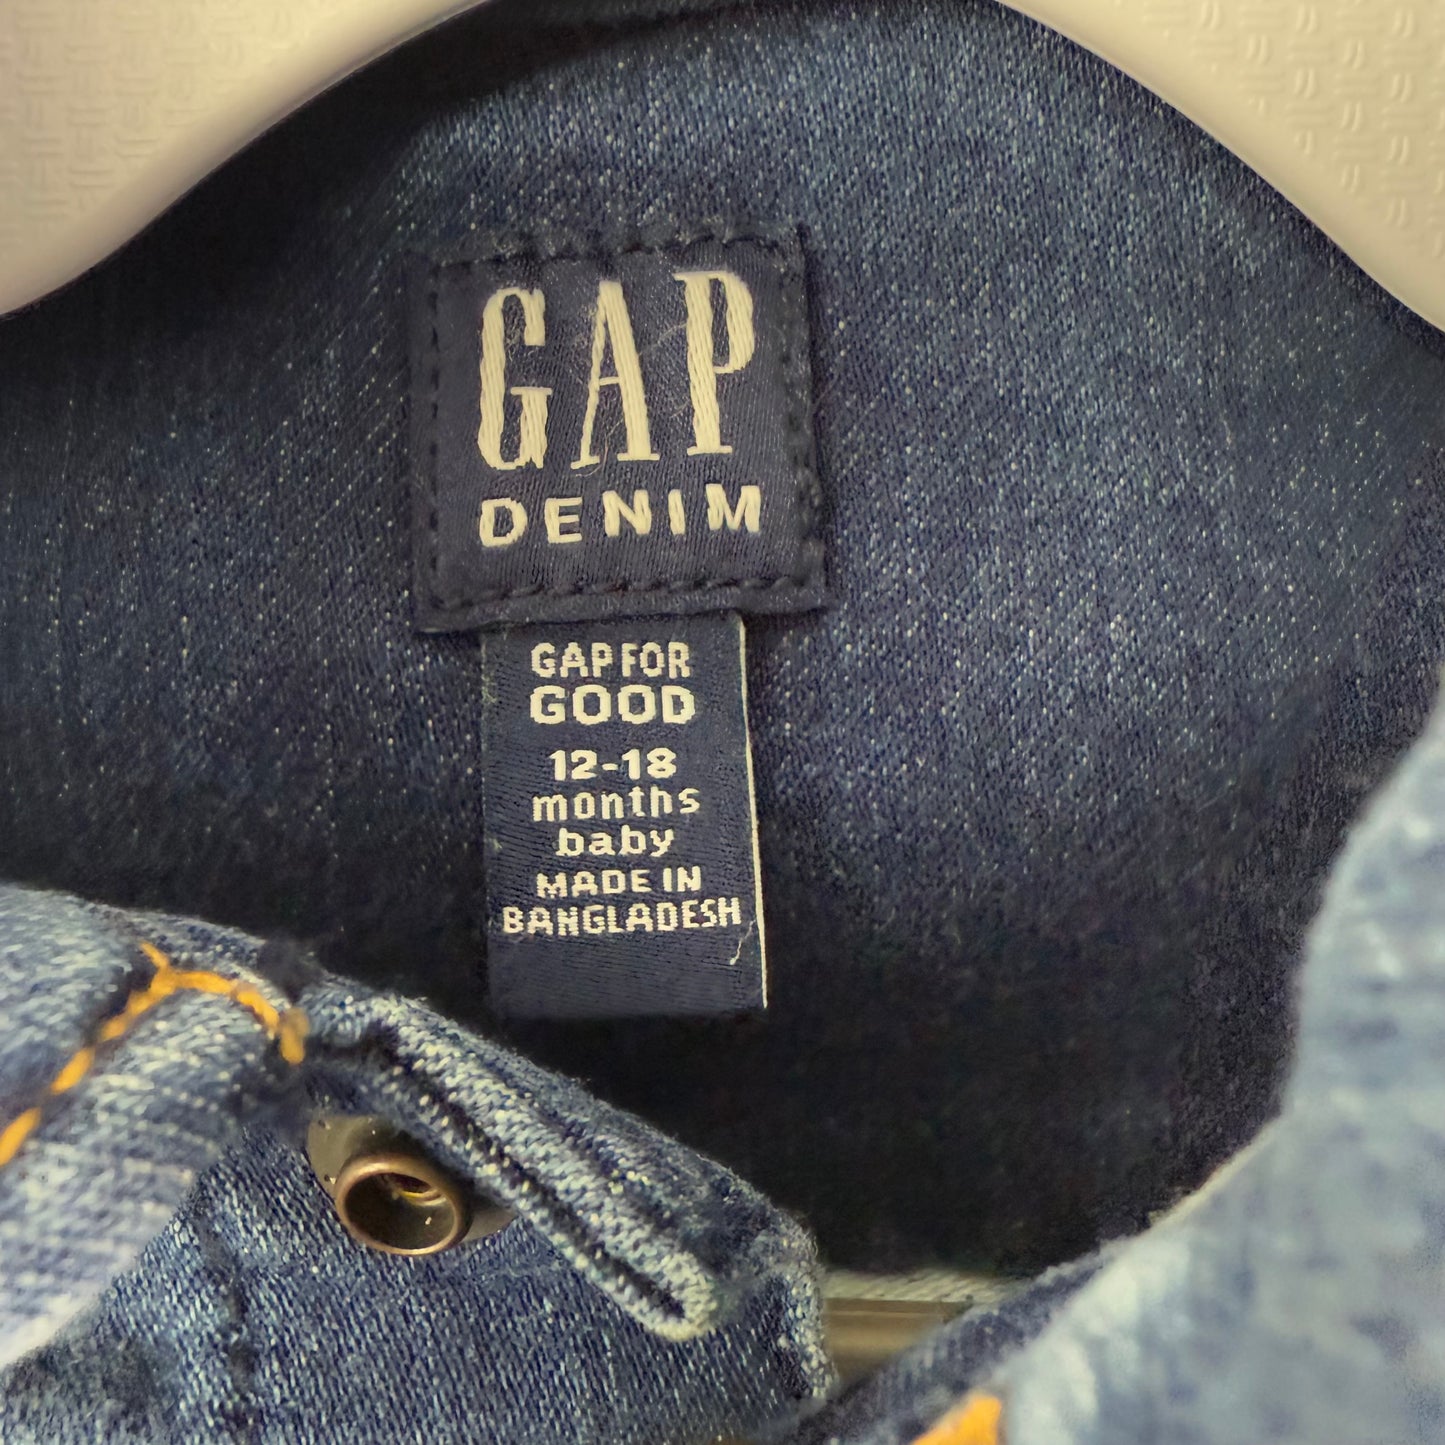 GAP
DENIM
GAP FOR
GOOD
12-18
months
baby
MADE IN
BANGLADESH